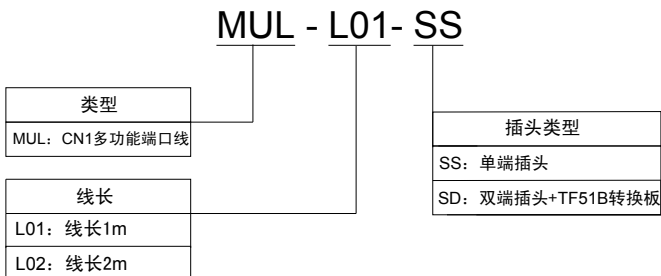 MUL - L01- SS
类型
MUL：CN1多功能端口线
线长
L01：线长1m
L02：线长2m
插头类型
SS：单端插头
SD：双端插头+TF51B转换板